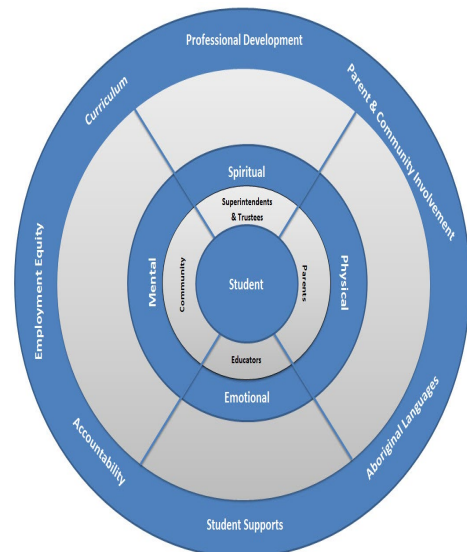 Professional Development
Curriculum
Parent & Community Involvement
Spiritual
Superintendents
& Trustees
Employment Equity
Mental
Community
Student
Parents
Physical
Educators
Emotional
Accountability
Aboriginal Languages
Student Supports